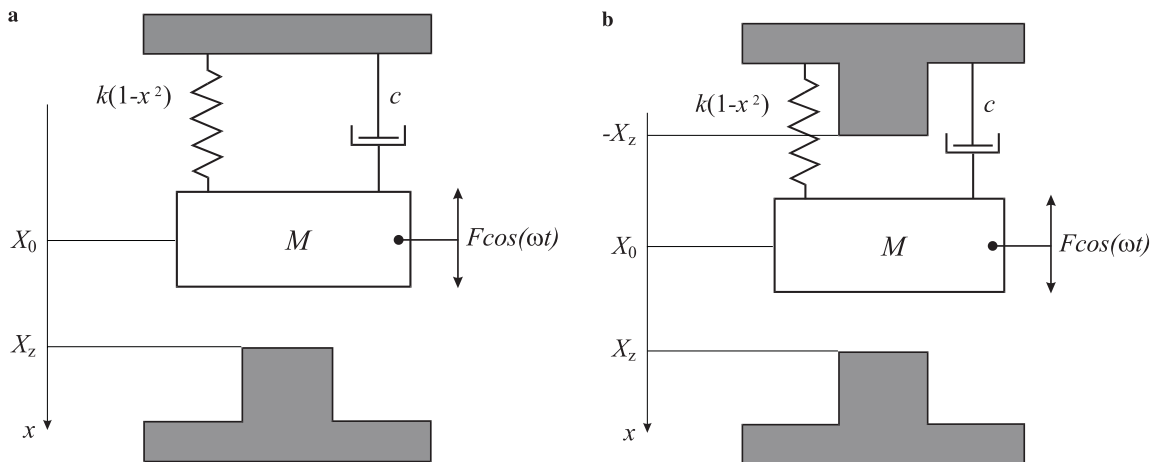 a
k(1-x²)
c
X₀
M
Fcos(ωt)
X_z
x
b
k(1-x²)
c
-X_z
X₀
M
Fcos(ωt)
X_z
x